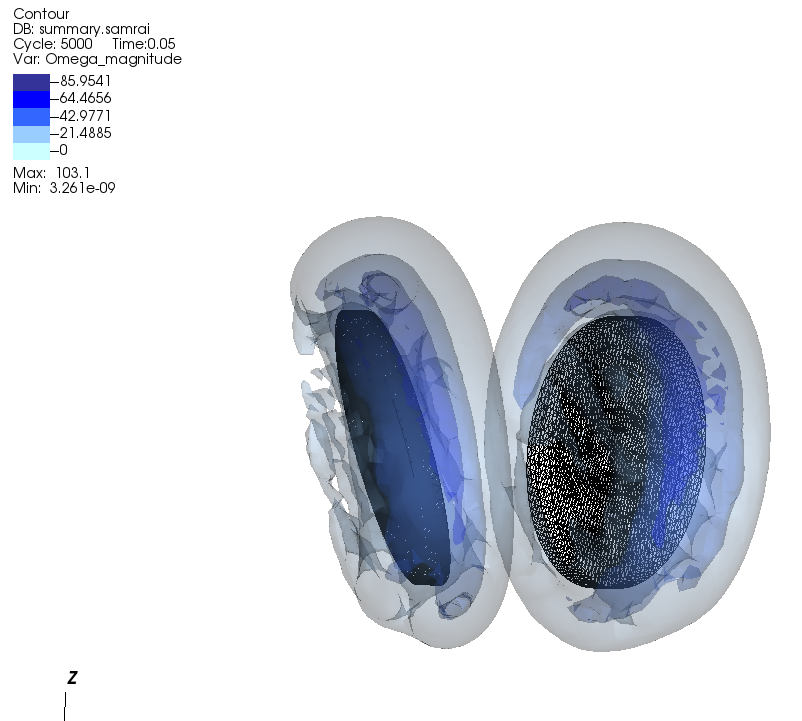 Contour
DB: summary.samrai
Cycle: 5000 Time:0.05
Var: Omega_magnitude
85.9541
64.4656
42.9771
21.4885
0
Max: 103.1
Min: 3.261e-09
Z